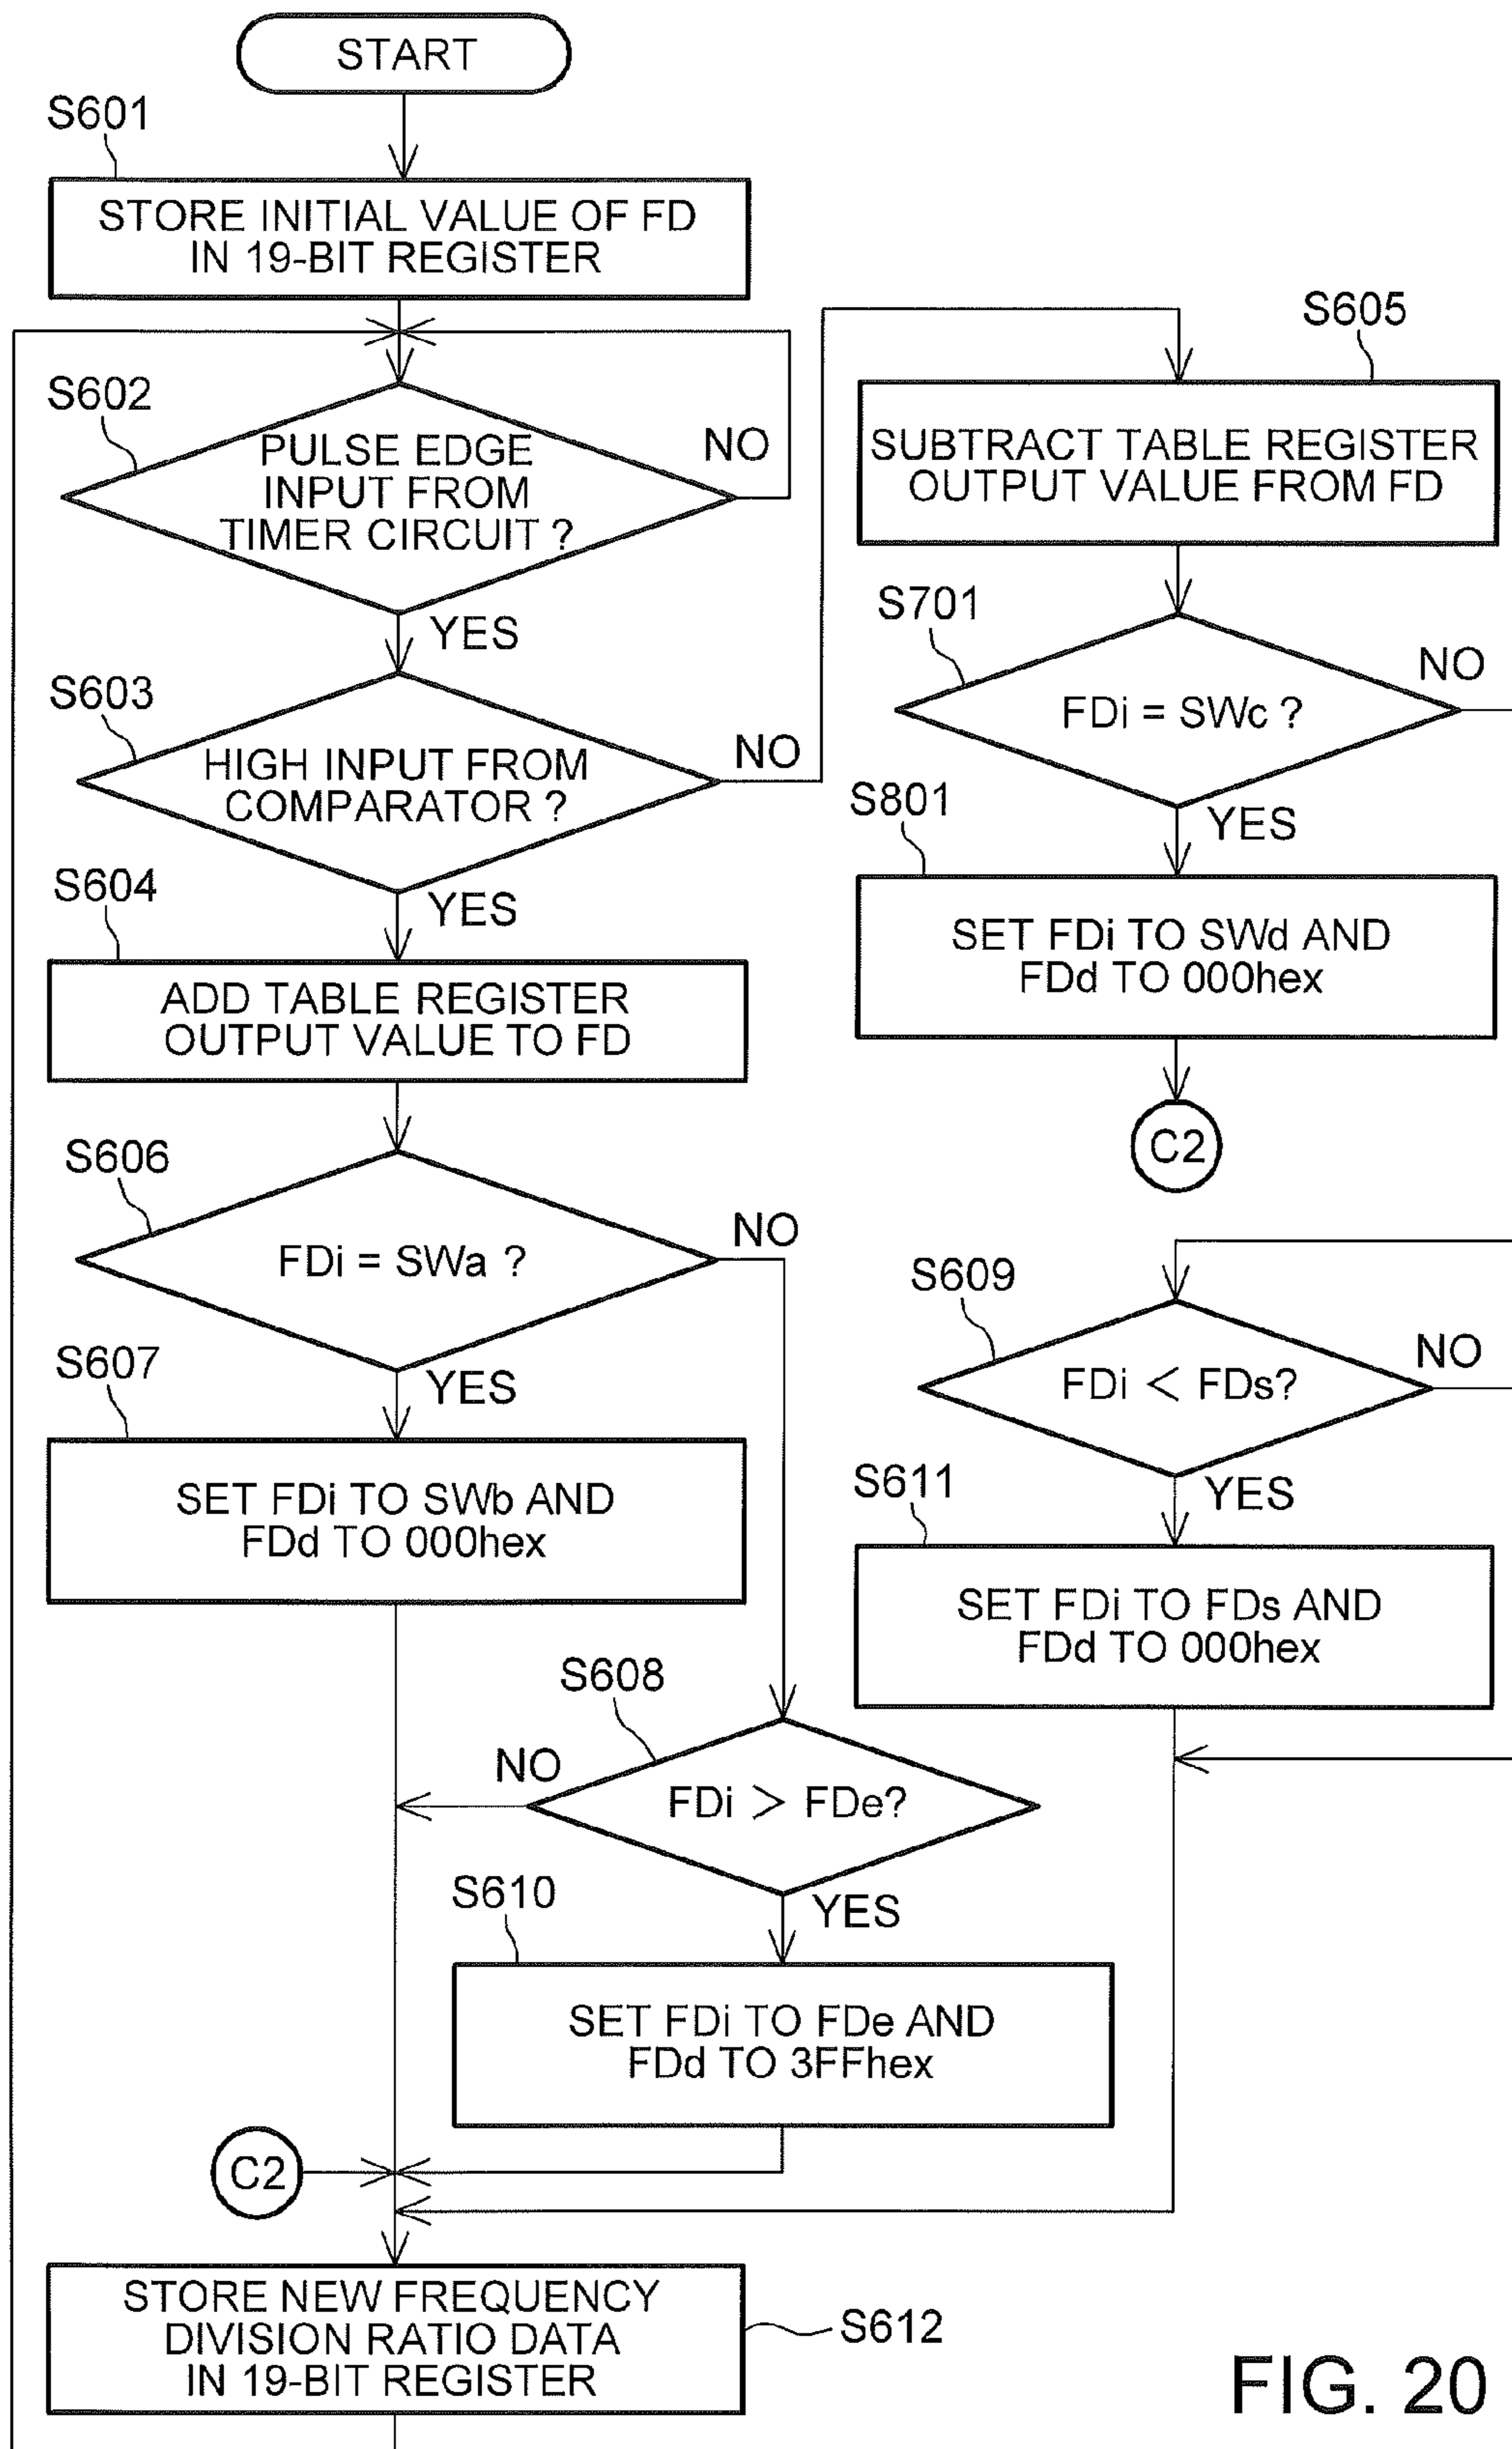 START
S601
STORE INITIAL VALUE OF FD
IN 19-BIT REGISTER
S602
PULSE EDGE
INPUT FROM
TIMER CIRCUIT ?
NO
YES
S603
HIGH INPUT FROM
COMPARATOR ?
NO
YES
S604
ADD TABLE REGISTER
OUTPUT VALUE TO FD
S606
FDi = SWa ?
NO
YES
S607
SET FDi TO SWb AND
FDd TO 000hex
S608
NO
FDi > FDe?
YES
S610
SET FDi TO FDe AND
FDd TO 3FFhex
C2
STORE NEW FREQUENCY
DIVISION RATIO DATA
IN 19-BIT REGISTER
S612
S605
SUBTRACT TABLE REGISTER
OUTPUT VALUE FROM FD
S701
FDi = SWc ?
NO
YES
S801
SET FDi TO SWd AND
FDd TO 000hex
C2
S609
FDi < FDs?
NO
YES
S611
SET FDi TO FDs AND
FDd TO 000hex
FIG. 20